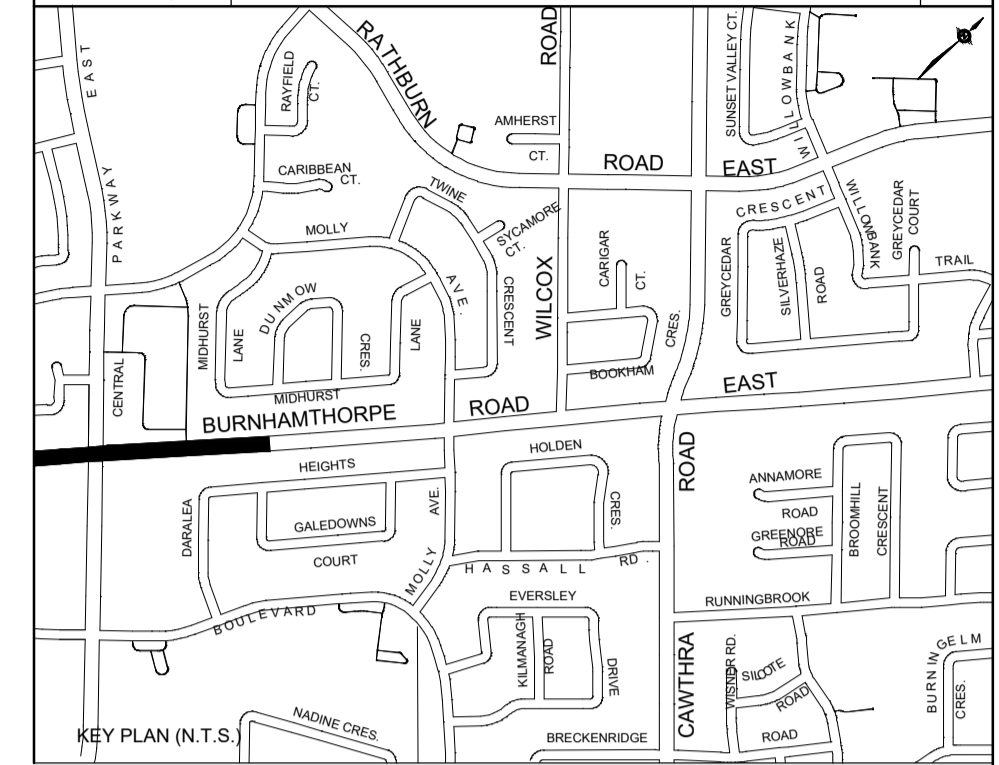 EAST
PARKWAY
RAYFIELD
CT.
RATHBURN
ROAD
SUNSET VALLEY CT.
WILLOWBANK
AMHERST
CT.
ROAD
EAST
CARIBBEAN
CT.
TWINE
SYCAMORE
CT.
CRESCENT
WILLOWBANK
GREYCEDAR
COURT
TRAIL
MOLLY
AVE.
CRESCENT
WILCOX
CARIGAR
CT.
CRES.
BOOKHAM
GREYCEDAR
SILVERHAZE
ROAD
CENTRAL
MIDHURST
LANE
DUNMOW
CRES.
LANE
MIDHURST
BURNHAMTHORPE
ROAD
EAST
HEIGHTS
DARALEA
GALEDOWNS
COURT
AVE.
MOLLY
BOULEVARD
HOLDEN
CRES.
HASSALL
RD.
ROAD
ANNAMORE
ROAD
GREENORE
ROAD
BROOMHILL
CRESCENT
RUNNINGBROOK
EVERSLEY
KILMANAGH
ROAD
DRIVE
CAWTHRA
WISNER RD.
SILCOTE
ROAD
ROAD
BURNINGELM
CRES.
NADINE CRES.
BRECKENRIDGE
KEY PLAN (N.T.S.)